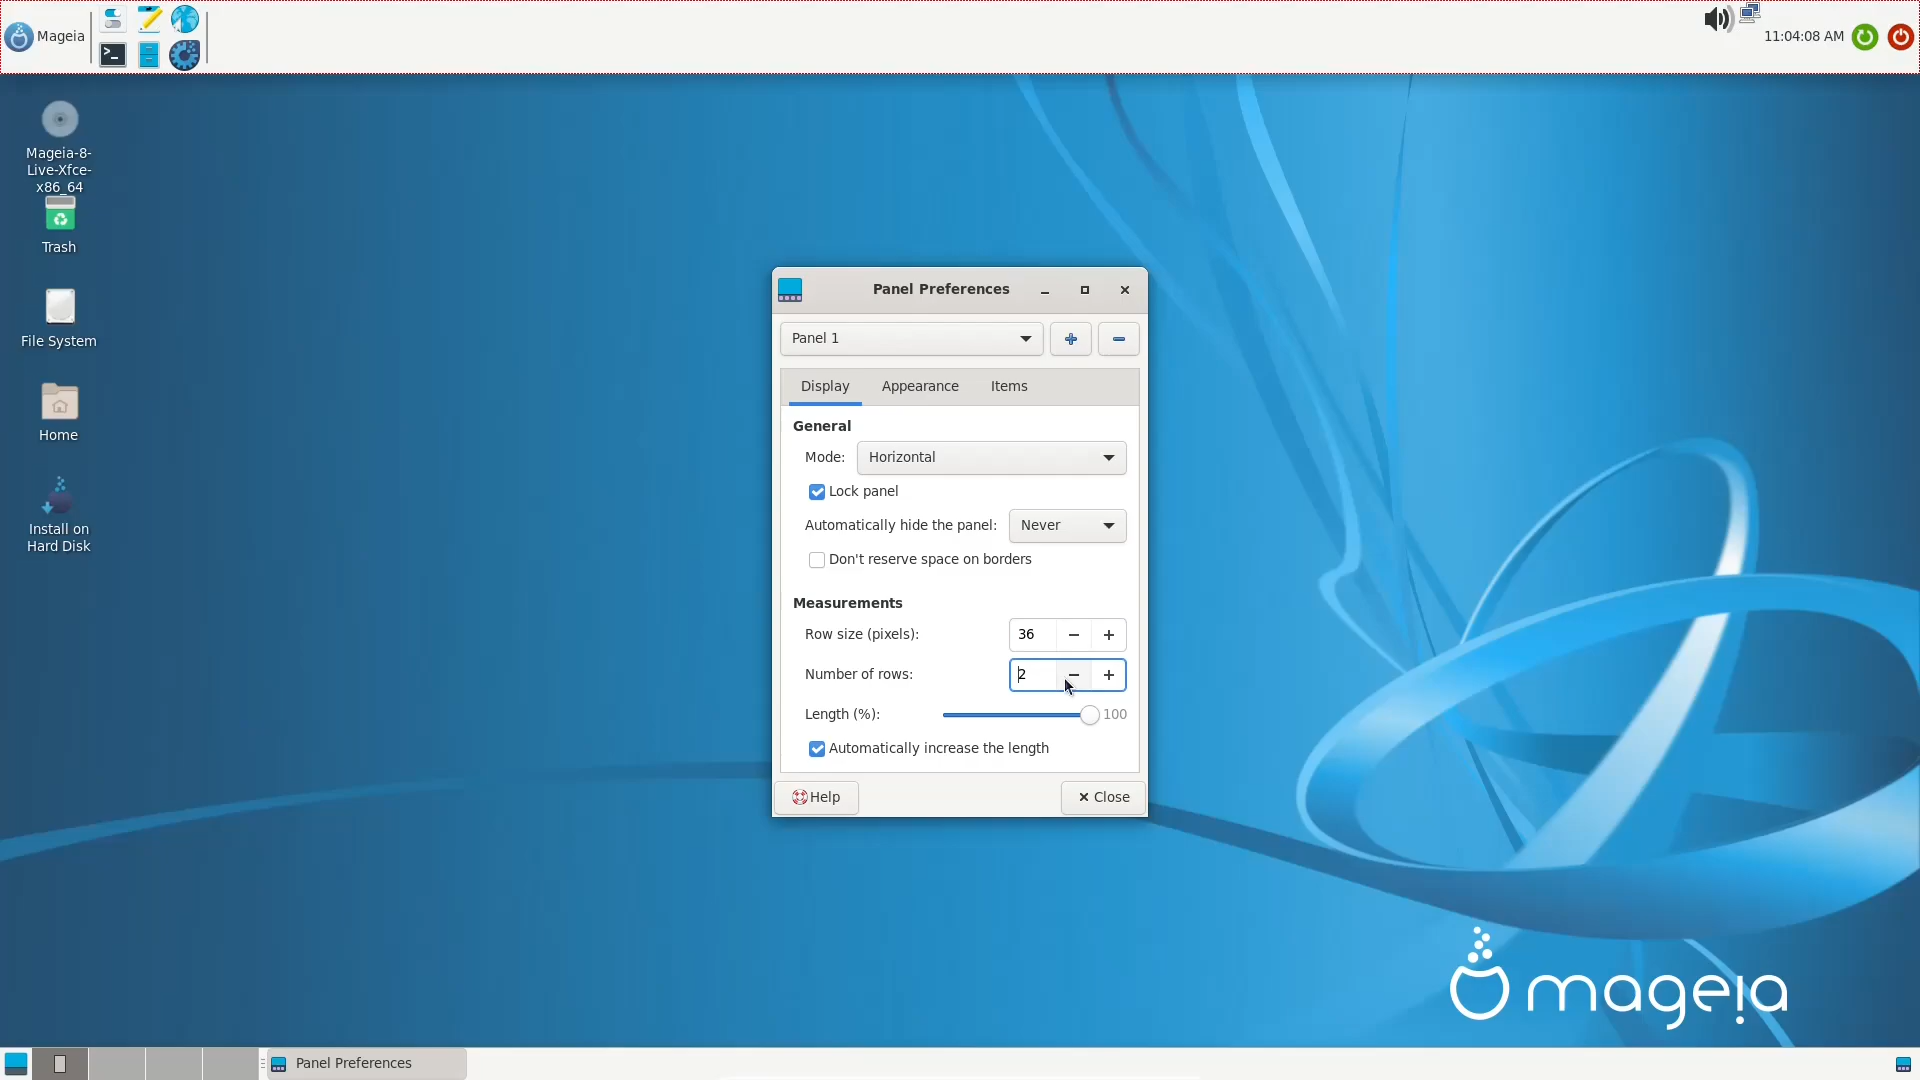 Mageia
11:04:08 AM
Mageia-8-
Live-Xfce-
x86_64
Trash
File System
Home
Install on
Hard Disk
Panel Preferences
Panel 1
Display Appearance Items
General
Mode: Horizontal
Lock panel
Automatically hide the panel: Never
Don't reserve space on borders
Measurements
Row size (pixels): 36
Number of rows: 2
Length (%): 100
Automatically increase the length
Help Close
mageia
Panel Preferences